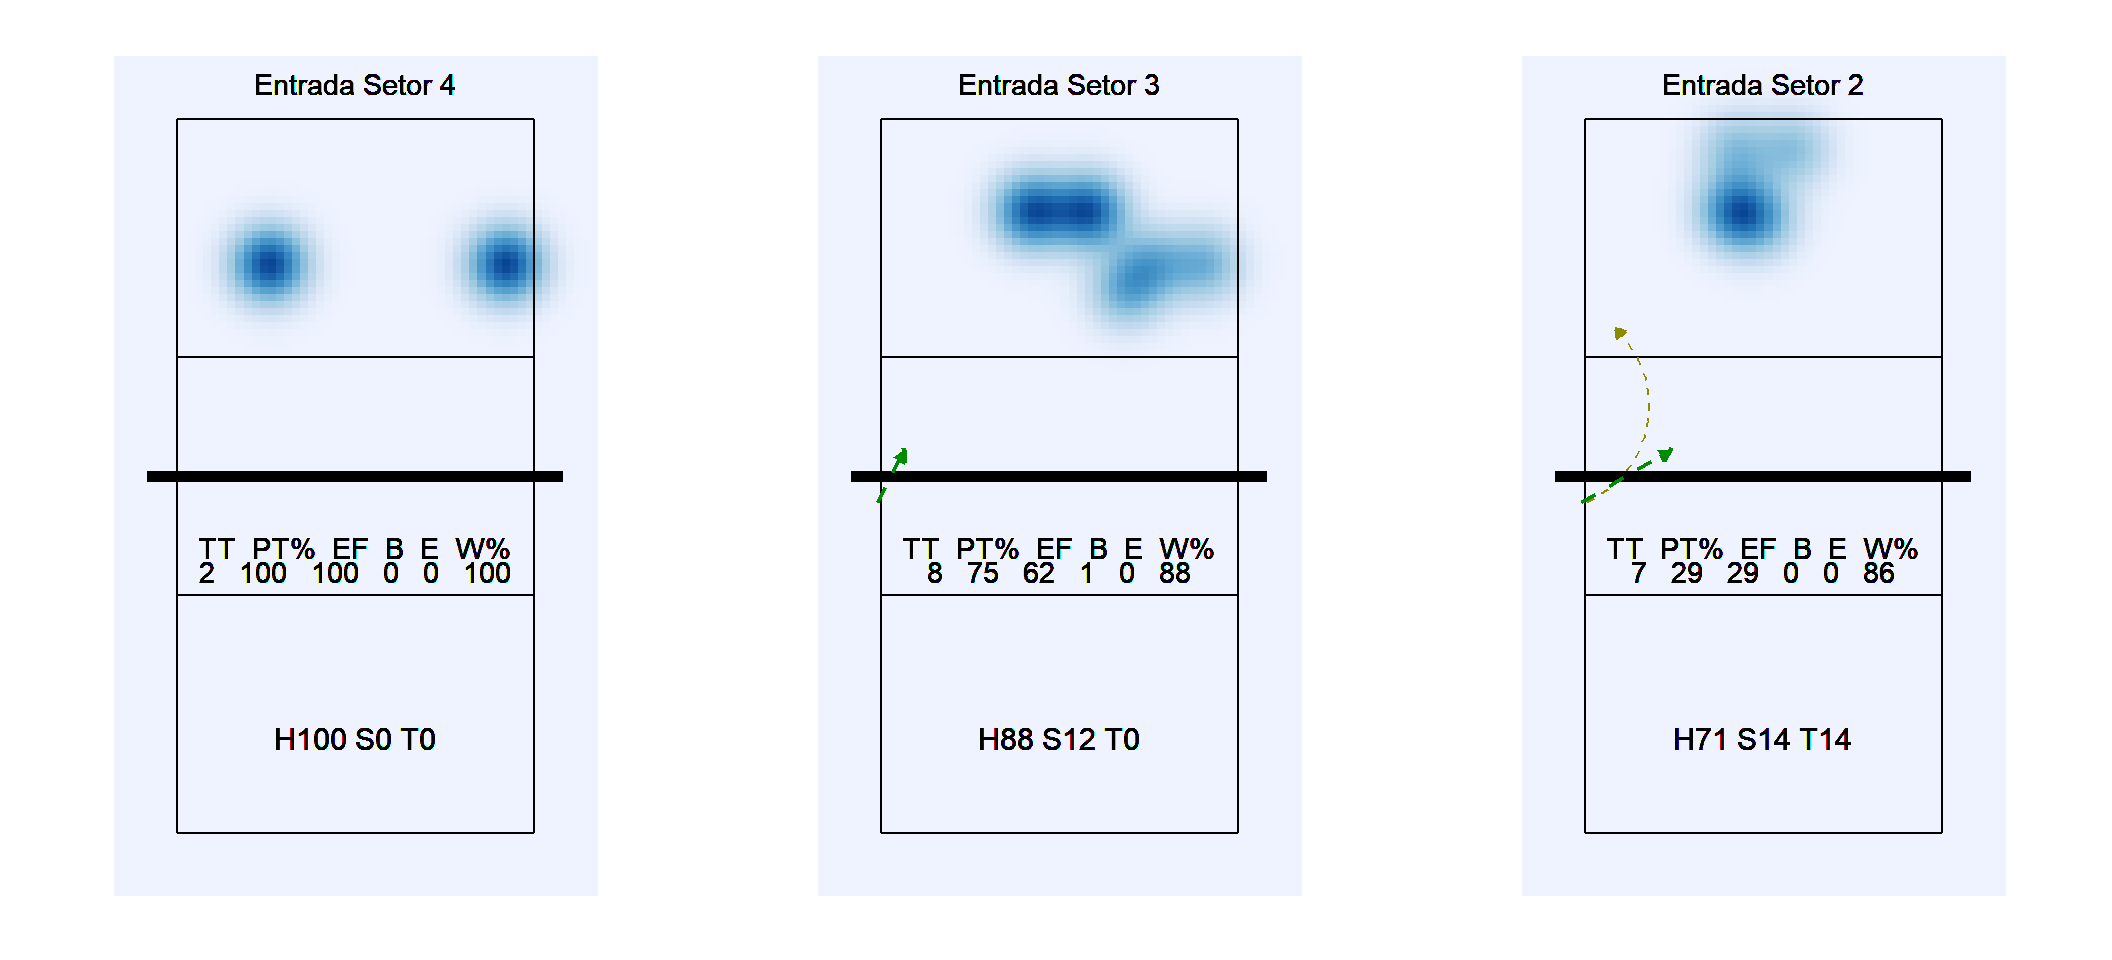 Entrada Setor 4
TT PT% EF B E W%
2 100 100 0 0 100
H100 S0 T0
Entrada Setor 3
TT PT% EF B E W%
8 75 62 1 0 88
H88 S12 T0
Entrada Setor 2
TT PT% EF B E W%
7 29 29 0 0 86
H71 S14 T14